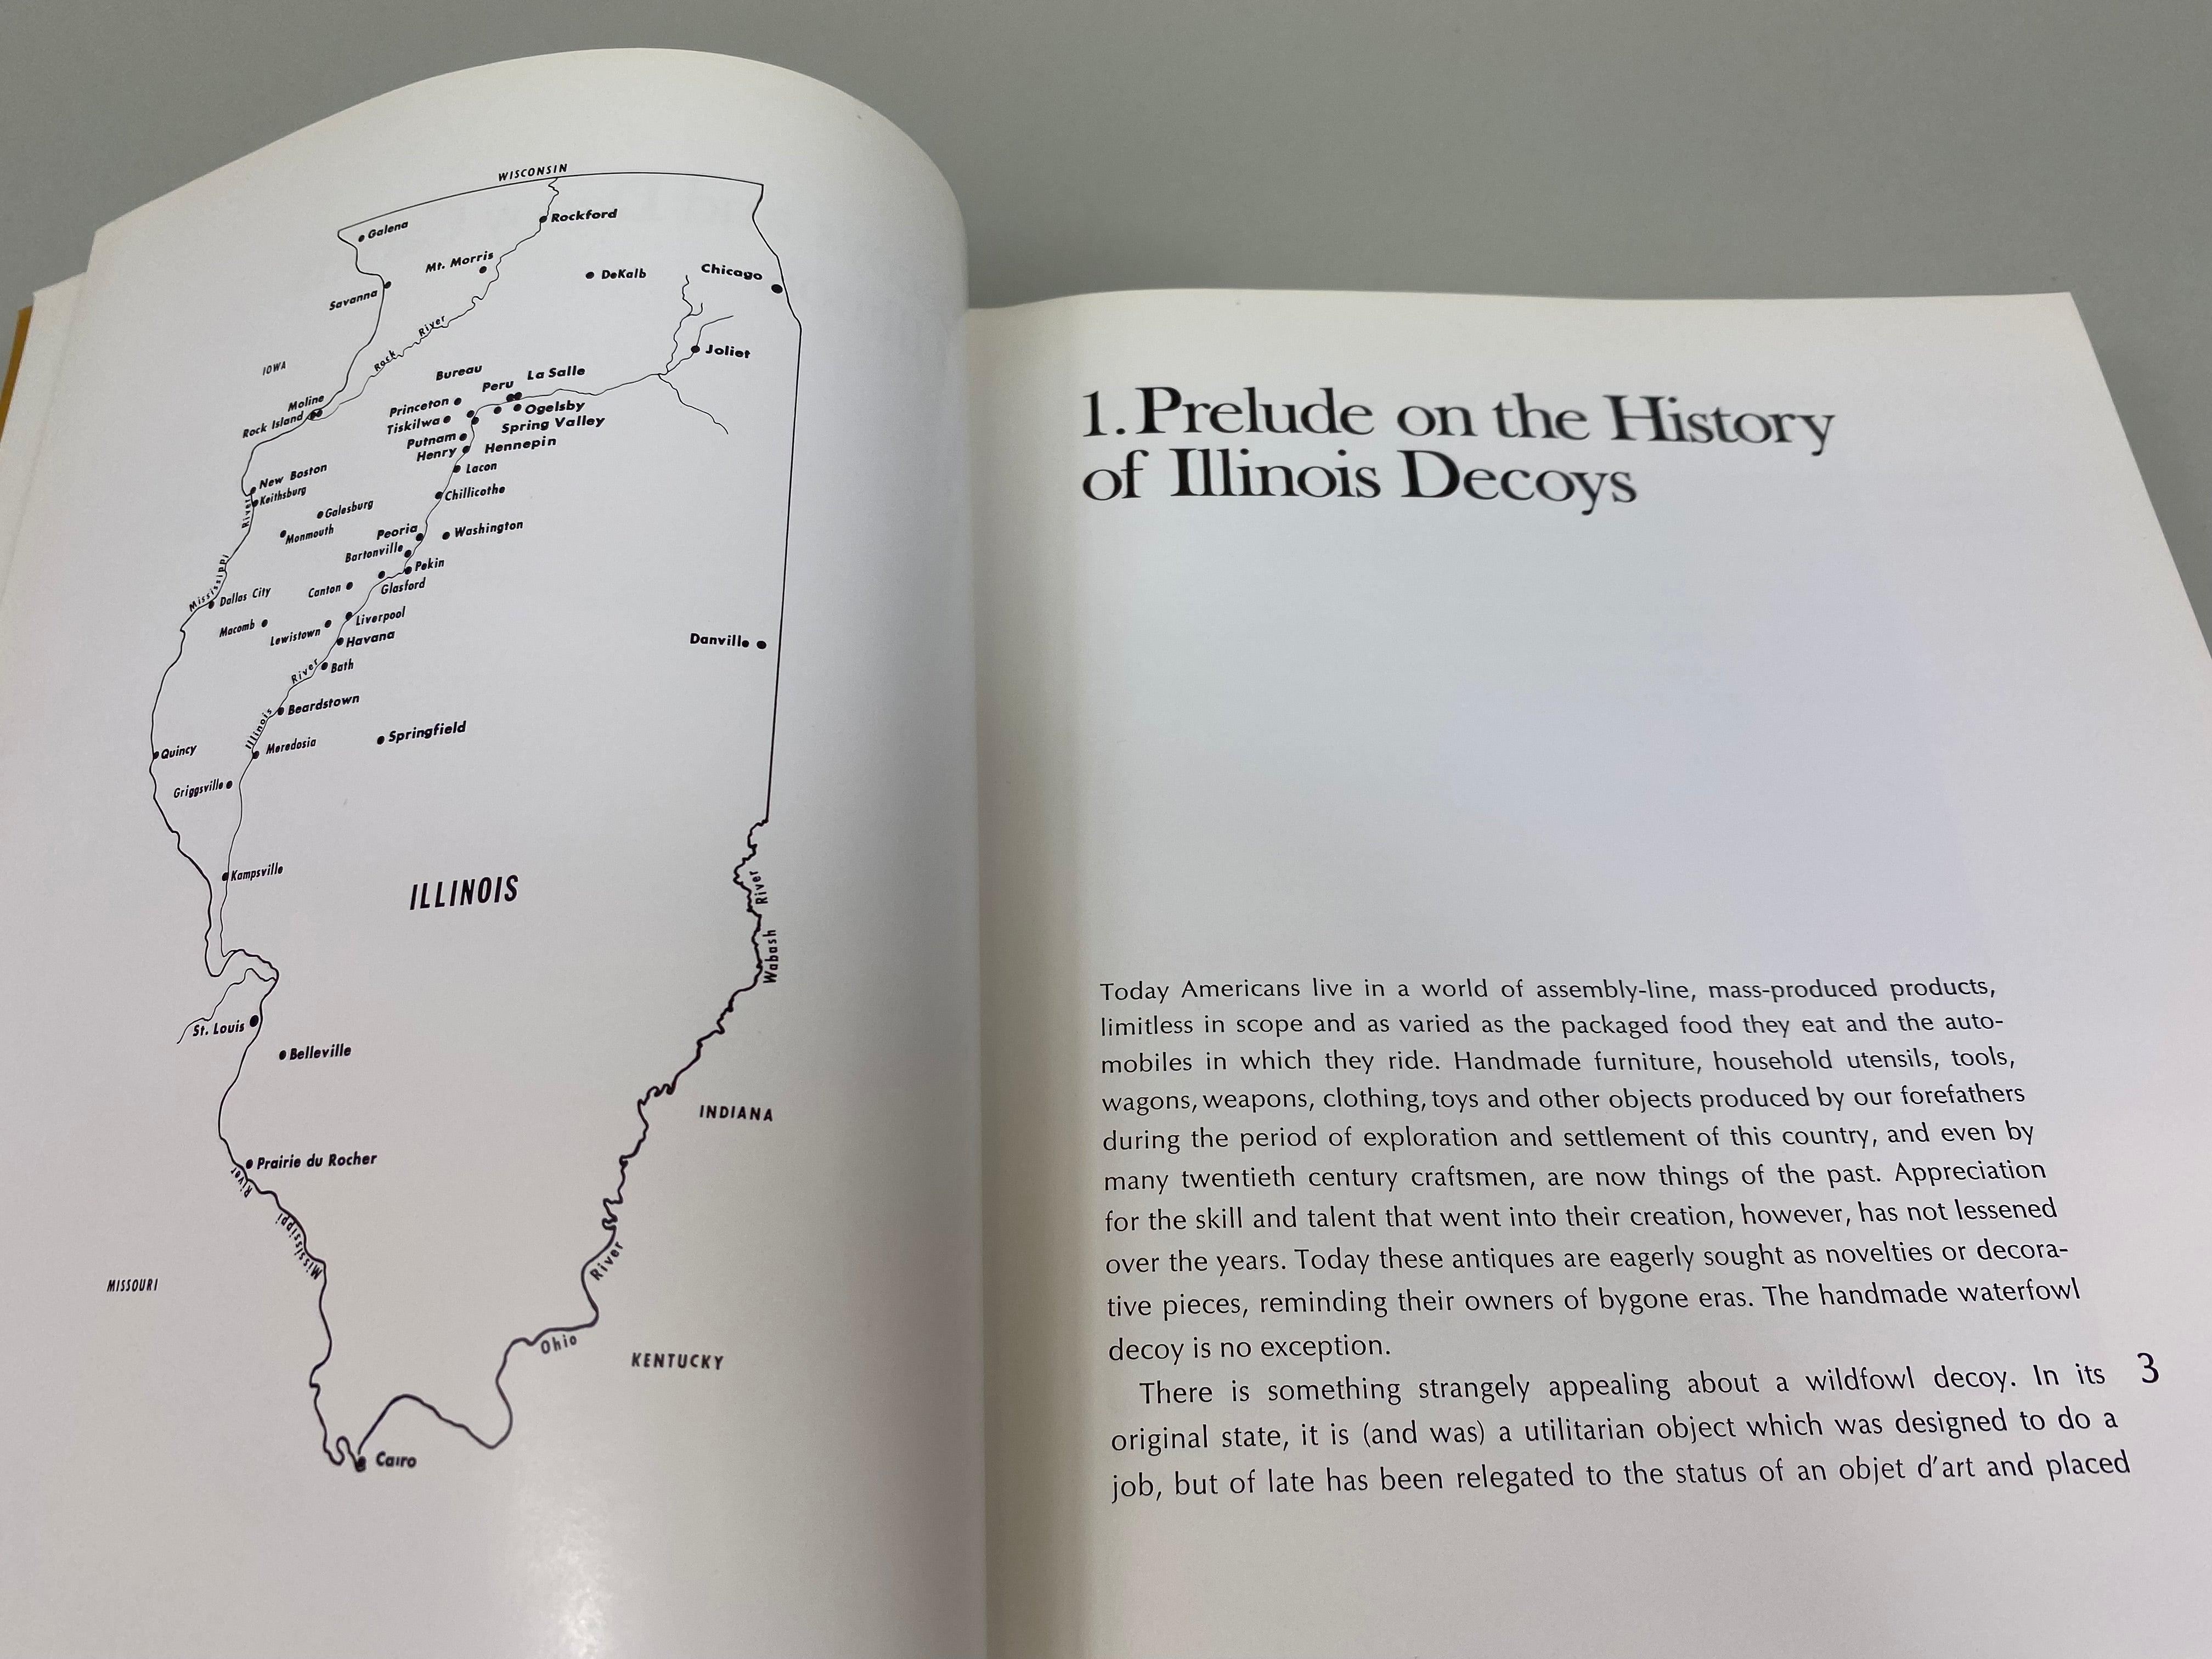 WISCONSIN
Galena
Rockford
Mt. Morris
Savanna
DeKalb
Chicago
Rock River
IOWA
Joliet
Bureau
Peru
La Salle
Moline
Rock Island
Princeton
Ogelsby
Tiskilwa
Spring Valley
Putnam
Hennepin
Henry
Lacon
New Boston
Keithsburg
Chillicothe
Galesburg
Monmouth
Peoria
Washington
Bartonville
Pekin
Mississippi River
Dallas City
Canton
Glasford
Macomb
Liverpool
Lewistown
Havana
Danville
Bath
Illinois River
Beardstown
Springfield
Quincy
Meredosia
Griggsville
Kampsville
ILLINOIS
Wabash River
St. Louis
Belleville
INDIANA
Prairie du Rocher
Mississippi River
MISSOURI
Ohio River
KENTUCKY
Cairo
1. Prelude on the History
of Illinois Decoys
Today Americans live in a world of assembly-line, mass-produced products,
limitless in scope and as varied as the packaged food they eat and the auto-
mobiles in which they ride. Handmade furniture, household utensils, tools,
wagons, weapons, clothing, toys and other objects produced by our forefathers
during the period of exploration and settlement of this country, and even by
many twentieth century craftsmen, are now things of the past. Appreciation
for the skill and talent that went into their creation, however, has not lessened
over the years. Today these antiques are eagerly sought as novelties or decora-
tive pieces, reminding their owners of bygone eras. The handmade waterfowl
decoy is no exception.
There is something strangely appealing about a wildfowl decoy. In its
original state, it is (and was) a utilitarian object which was designed to do a
job, but of late has been relegated to the status of an objet d'art and placed
3